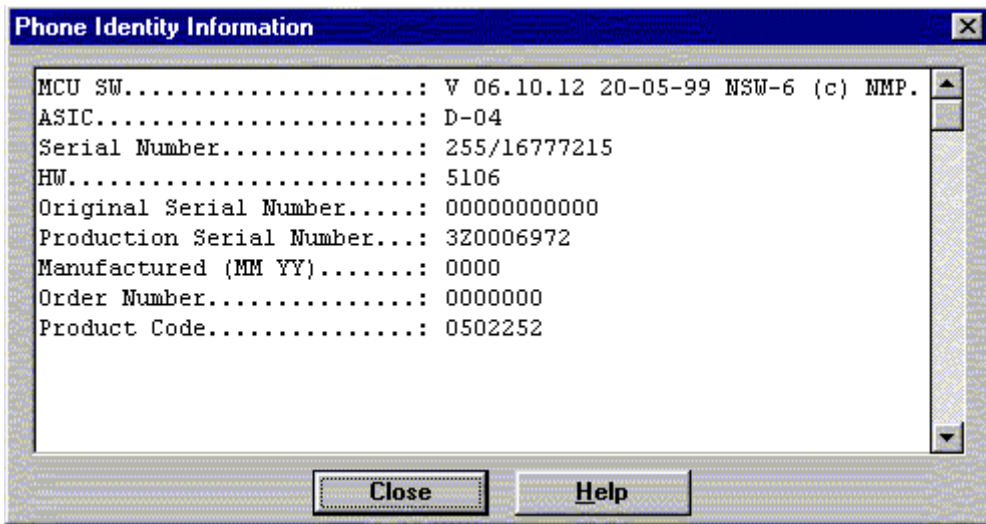 Phone Identity Information
MCU SW.....................: V 06.10.12 20-05-99 NSW-6 (c) NMP.
ASIC.......................: D-04
Serial Number..............: 255/16777215
HW.........................: 5106
Original Serial Number.....: 00000000000
Production Serial Number...: 3Z0006972
Manufactured (MM YY).......: 0000
Order Number...............: 0000000
Product Code...............: 0502252
Close Help